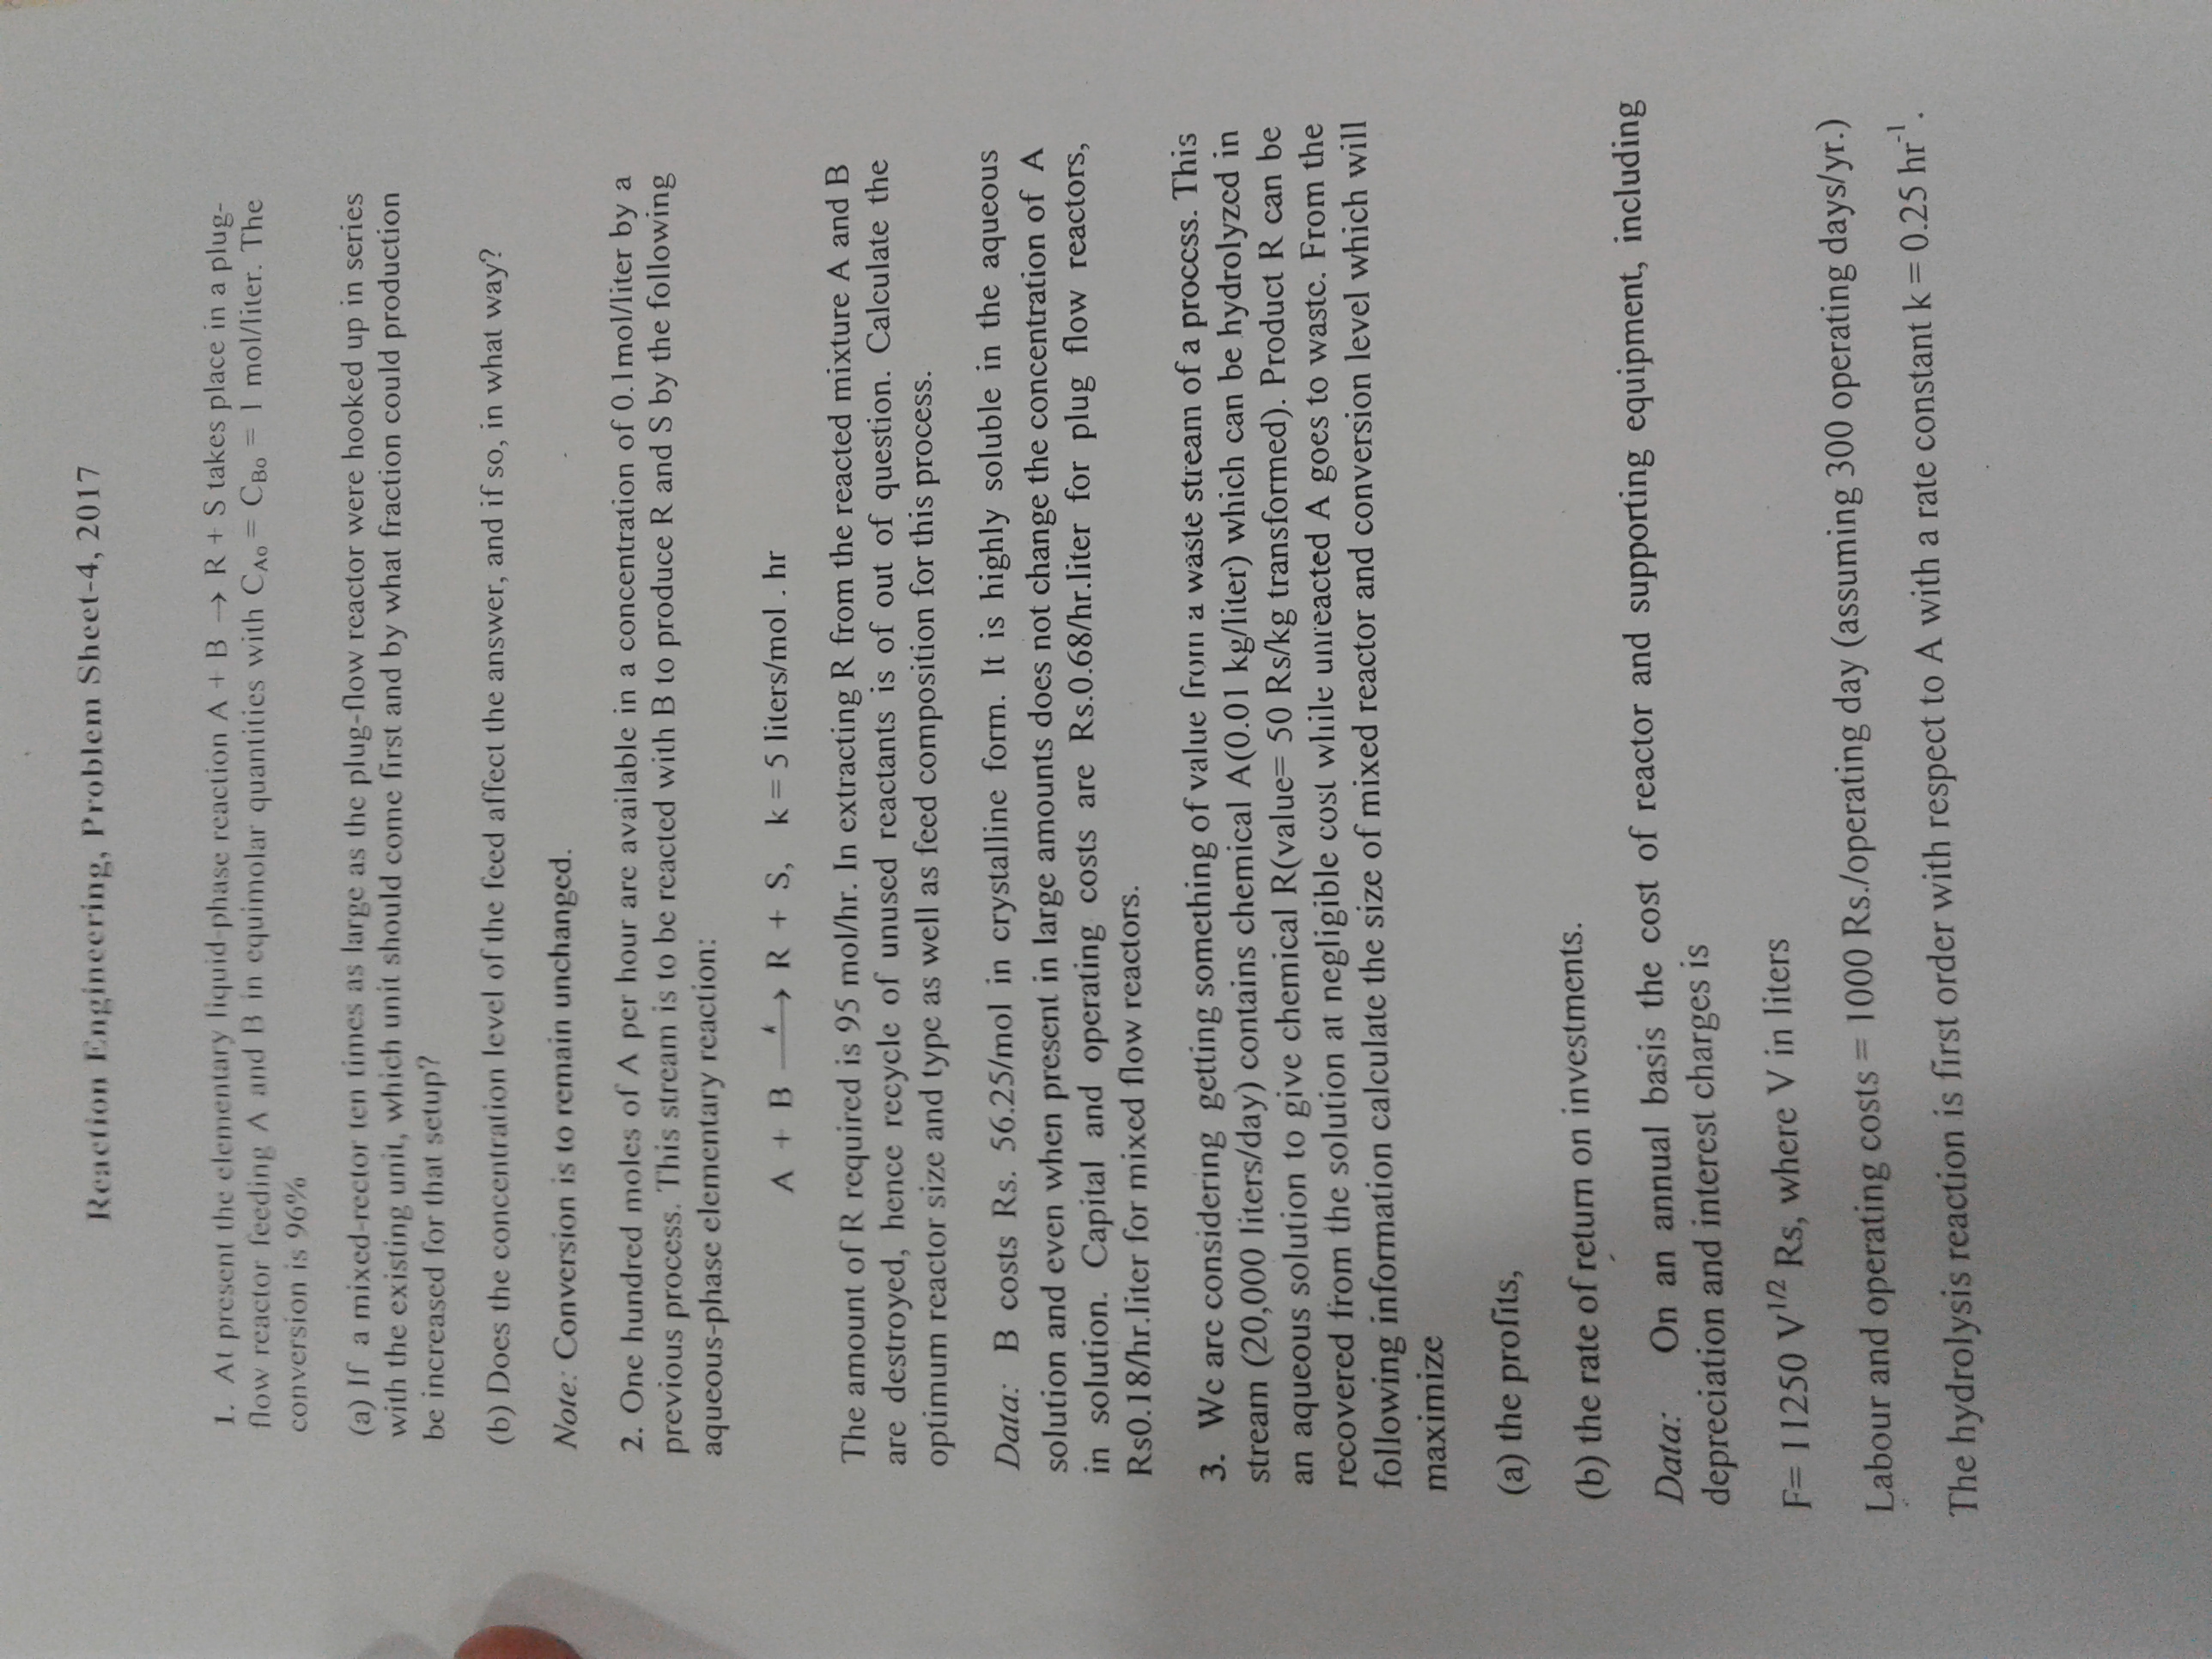 Reaction Engineering, Problem Sheet-4, 2017
1. At present the elementary liquid-phase reaction A + B → R + S takes place in a plug-
flow reactor feeding A and B in equimolar quantities with CAo = CBo = 1 mol/liter. The
conversion is 96%
(a) If a mixed-rector ten times as large as the plug-flow reactor were hooked up in series
with the existing unit, which unit should come first and by what fraction could production
be increased for that setup?
(b) Does the concentration level of the feed affect the answer, and if so, in what way?
Note: Conversion is to remain unchanged.
2. One hundred moles of A per hour are available in a concentration of 0.1mol/liter by a
previous process. This stream is to be reacted with B to produce R and S by the following
aqueous-phase elementary reaction:
A + B —k→ R + S, k = 5 liters/mol . hr
The amount of R required is 95 mol/hr. In extracting R from the reacted mixture A and B
are destroyed, hence recycle of unused reactants is of out of question. Calculate the
optimum reactor size and type as well as feed composition for this process.
Data: B costs Rs. 56.25/mol in crystalline form. It is highly soluble in the aqueous
solution and even when present in large amounts does not change the concentration of A
in solution. Capital and operating costs are Rs.0.68/hr.liter for plug flow reactors,
Rs0.18/hr.liter for mixed flow reactors.
3. We are considering getting something of value from a waste stream of a process. This
stream (20,000 liters/day) contains chemical A(0.01 kg/liter) which can be hydrolyzed in
an aqueous solution to give chemical R(value= 50 Rs/kg transformed). Product R can be
recovered from the solution at negligible cost while unreacted A goes to waste. From the
following information calculate the size of mixed reactor and conversion level which will
maximize
(a) the profits,
(b) the rate of return on investments.
Data: On an annual basis the cost of reactor and supporting equipment, including
depreciation and interest charges is
F= 11250 V^1/2 Rs, where V in liters
Labour and operating costs = 1000 Rs./operating day (assuming 300 operating days/yr.)
The hydrolysis reaction is first order with respect to A with a rate constant k = 0.25 hr^-1.